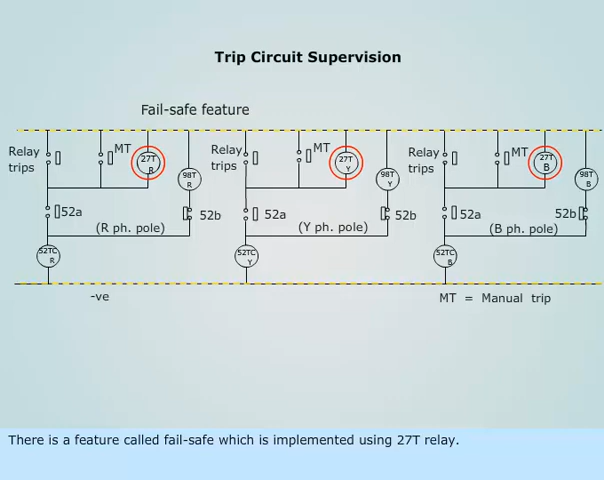 Trip Circuit Supervision
Fail-safe feature
Relay trips
MT
27T R
98T R
52a
52b
(R ph. pole)
52TC R
Relay trips
MT
27T Y
98T Y
52a
52b
(Y ph. pole)
52TC Y
Relay trips
MT
27T B
98T B
52a
52b
(B ph. pole)
52TC B
-ve
MT = Manual trip
There is a feature called fail-safe which is implemented using 27T relay.